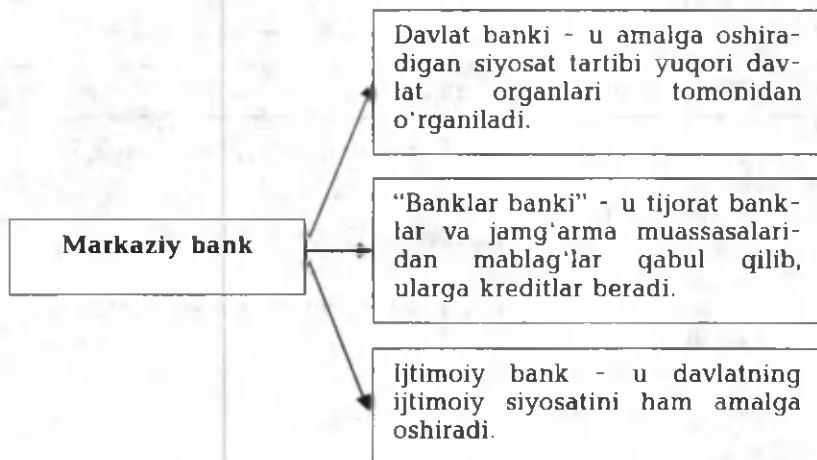 Davlat banki - u amalga oshira-
digan siyosat tartibi yuqori dav-
lat organlari tomonidan
o‘rganiladi.
Markaziy bank
“Banklar banki” - u tijorat bank-
lar va jamg‘arma muassasalari-
dan mablag‘lar qabul qilib,
ularga kreditlar beradi.
Ijtimoiy bank - u davlatning
ijtimoiy siyosatini ham amalga
oshiradi.